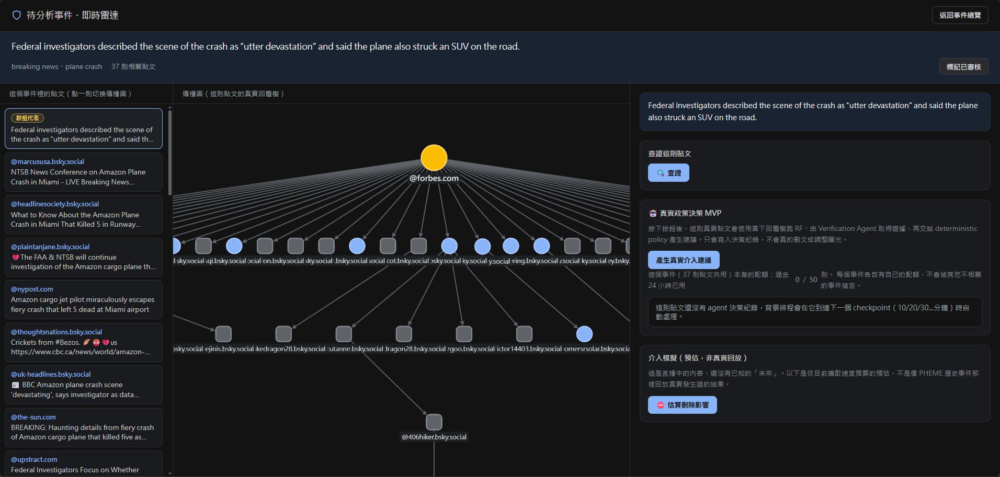 待分析事件・即時雷達
返回事件總覽
Federal investigators described the scene of the crash as “utter devastation” and said the plane also struck an SUV on the road.
breaking news、plane crash 37 則相關貼文
標記已審核
這個事件裡的貼文（點一則切換傳播圖）
傳播圖（這則貼文的真實回覆樹）
群組代表
Federal investigators described the scene of
the crash as “utter devastation” and said th...
@marcususa.bsky.social
NTSB News Conference on Amazon Plane
Crash in Miami - LIVE Breaking News...
@headlinesociety.bsky.social
What to Know About the Amazon Plane
Crash in Miami That Killed 5 in Runway...
@plaintanjane.bsky.social
💔The FAA & NTSB will continue
investigation of the Amazon cargo plane th...
@nypost.com
Amazon cargo jet pilot miraculously escapes
fiery crash that left 5 dead at Miami airport
@thoughtsnations.bsky.social
Crickets from #Bezos. 🪶 👹 💔us
https://www.cbc.ca/news/world/amazon-...
@uk-headlines.bsky.social
📰 BBC Amazon plane crash scene
'devastating', says investigator as data...
@the-sun.com
BREAKING: Haunting details from fiery crash
of Amazon cargo plane that killed five as...
@upstract.com
Federal Investigators Focus on Whether
@forbes.com
sky.social qi.bsky.social ocial on.bsky.social sky.social .bsky.social social cot.bsky.social bsky.social ky.social y.social ring.bsky.social y.social ky.social ey.bsky.
osky.social ejinis.bsky.social kedragon28.bsky.social cutanne.bsky.social dragon28.bsky.social goo.bsky.social ictor14403.bsky.social omersrsolar.bsky.socia
@406hiker.bsky.social
Federal investigators described the scene of the crash as “utter devastation” and said the plane
also struck an SUV on the road.
查證這則貼文
🔍 查證
真實政策決策 MVP
按下按鈕後，這則真實貼文會使用當下回覆樹跑 RF、由 Verification Agent 取得證據，再交給 deterministic
policy 產生建議。只會寫入決策紀錄，不會真的刪文或調整曝光。
產生真實介入建議
這個事件（37 則貼文共用）本身的配額：過去
24 小時已用
0 / 50
則。 每個事件各自有自己的配額，不會被其他不相關
的事件搶走。
這則貼文還沒有 agent 決策紀錄，背景排程會在它到達下一個 checkpoint（10/20/30...分鐘）時自
動處理。
介入模擬（預估，非真實回放）
這是直播中的內容，還沒有已知的「未來」。以下是依目前擴散速度推算的預估，不是像 PHEME 歷史事件那
樣回放真實發生過的結果。
⛔ 估算刪除影響